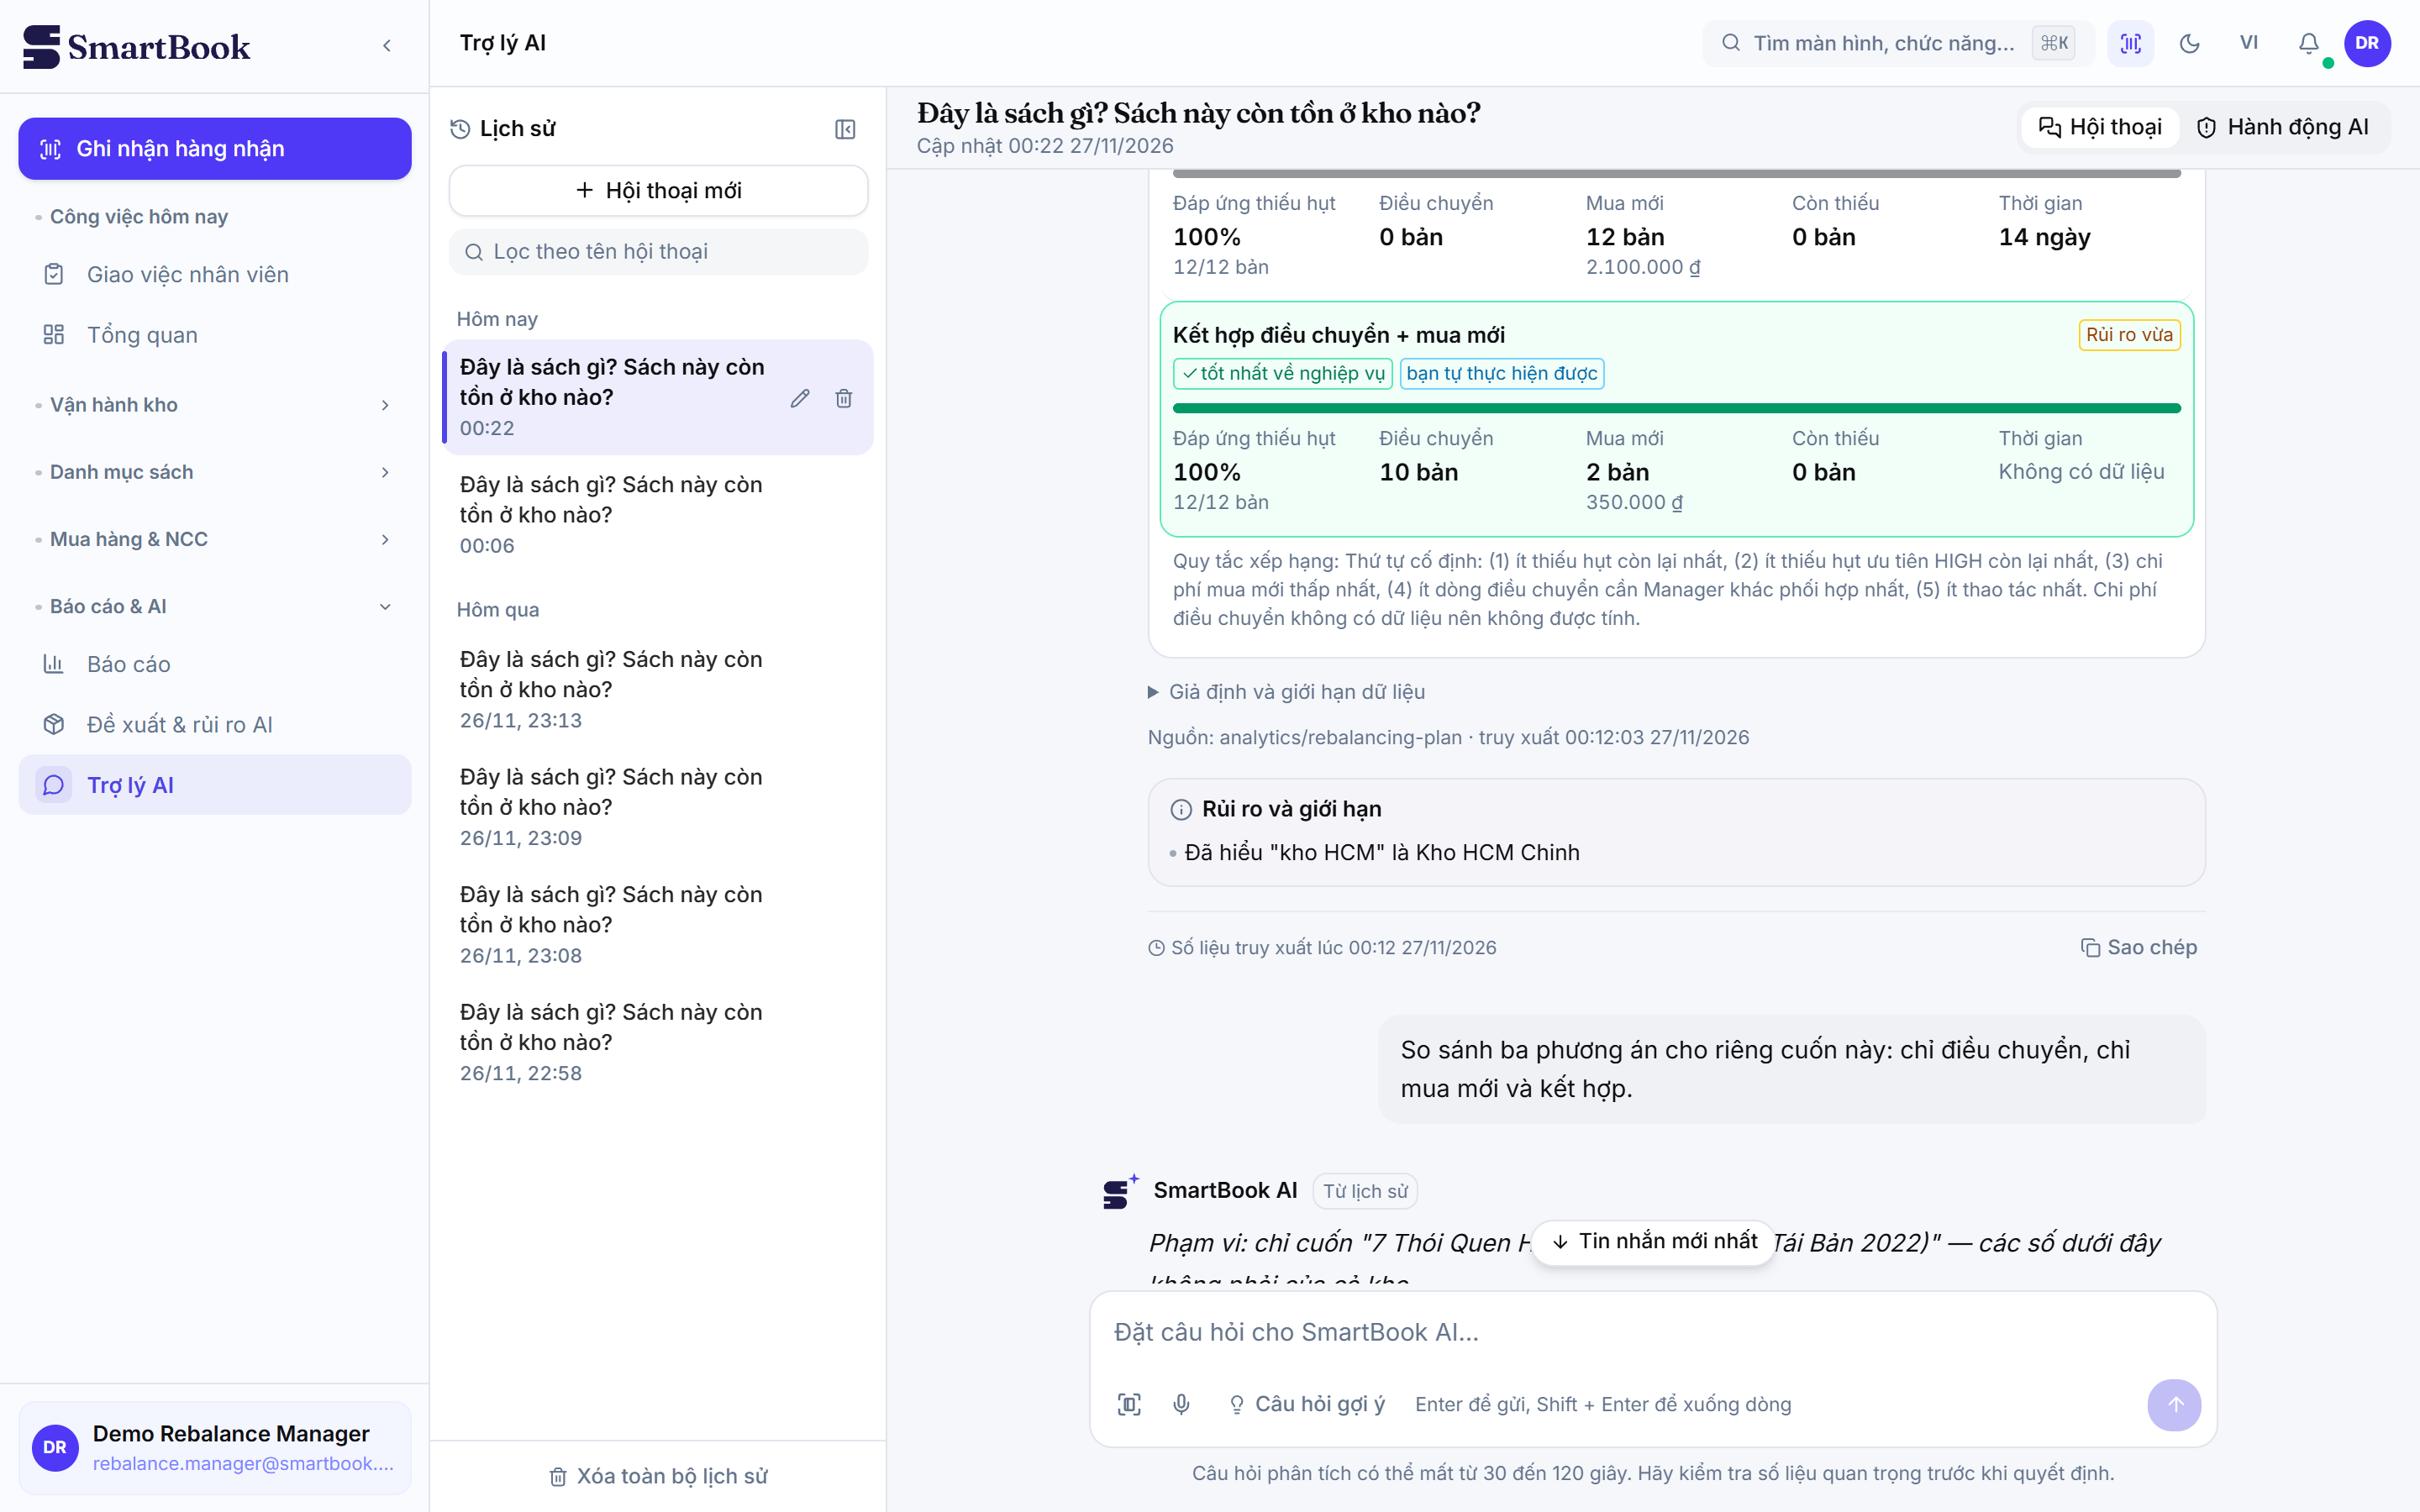 SmartBook
Ghi nhận hàng nhận
Công việc hôm nay
Giao việc nhân viên
Tổng quan
Vận hành kho
Danh mục sách
Mua hàng & NCC
Báo cáo & AI
Báo cáo
Đề xuất & rủi ro AI
Trợ lý AI
DR
Demo Rebalance Manager
rebalance.manager@smartbook....
Trợ lý AI
Tìm màn hình, chức năng...
⌘K
VI
DR
Lịch sử
+ Hội thoại mới
Lọc theo tên hội thoại
Hôm nay
Đây là sách gì? Sách này còn
tồn ở kho nào?
00:22
Đây là sách gì? Sách này còn
tồn ở kho nào?
00:06
Hôm qua
Đây là sách gì? Sách này còn
tồn ở kho nào?
26/11, 23:13
Đây là sách gì? Sách này còn
tồn ở kho nào?
26/11, 23:09
Đây là sách gì? Sách này còn
tồn ở kho nào?
26/11, 23:08
Đây là sách gì? Sách này còn
tồn ở kho nào?
26/11, 22:58
Xóa toàn bộ lịch sử
Đây là sách gì? Sách này còn tồn ở kho nào?
Cập nhật 00:22 27/11/2026
Hội thoại
Hành động AI
Đáp ứng thiếu hụt Điều chuyển Mua mới Còn thiếu Thời gian
100% 0 bản 12 bản 0 bản 14 ngày
12/12 bản 2.100.000 ₫
Kết hợp điều chuyển + mua mới
Rủi ro vừa
tốt nhất về nghiệp vụ
bạn tự thực hiện được
Đáp ứng thiếu hụt Điều chuyển Mua mới Còn thiếu Thời gian
100% 10 bản 2 bản 0 bản Không có dữ liệu
12/12 bản 350.000 ₫
Quy tắc xếp hạng: Thứ tự cố định: (1) ít thiếu hụt còn lại nhất, (2) ít thiếu hụt ưu tiên HIGH còn lại nhất, (3) chi
phí mua mới thấp nhất, (4) ít dòng điều chuyển cần Manager khác phối hợp nhất, (5) ít thao tác nhất. Chi phí
điều chuyển không có dữ liệu nên không được tính.
Giả định và giới hạn dữ liệu
Nguồn: analytics/rebalancing-plan · truy xuất 00:12:03 27/11/2026
Rủi ro và giới hạn
Đã hiểu "kho HCM" là Kho HCM Chinh
Số liệu truy xuất lúc 00:12 27/11/2026
Sao chép
So sánh ba phương án cho riêng cuốn này: chỉ điều chuyển, chỉ
mua mới và kết hợp.
SmartBook AI
Từ lịch sử
Phạm vi: chỉ cuốn "7 Thói Quen Tái Bản 2022)" — các số dưới đây
không phải của cả kho
Tin nhắn mới nhất
Đặt câu hỏi cho SmartBook AI...
Câu hỏi gợi ý
Enter để gửi, Shift + Enter để xuống dòng
Câu hỏi phân tích có thể mất từ 30 đến 120 giây. Hãy kiểm tra số liệu quan trọng trước khi quyết định.